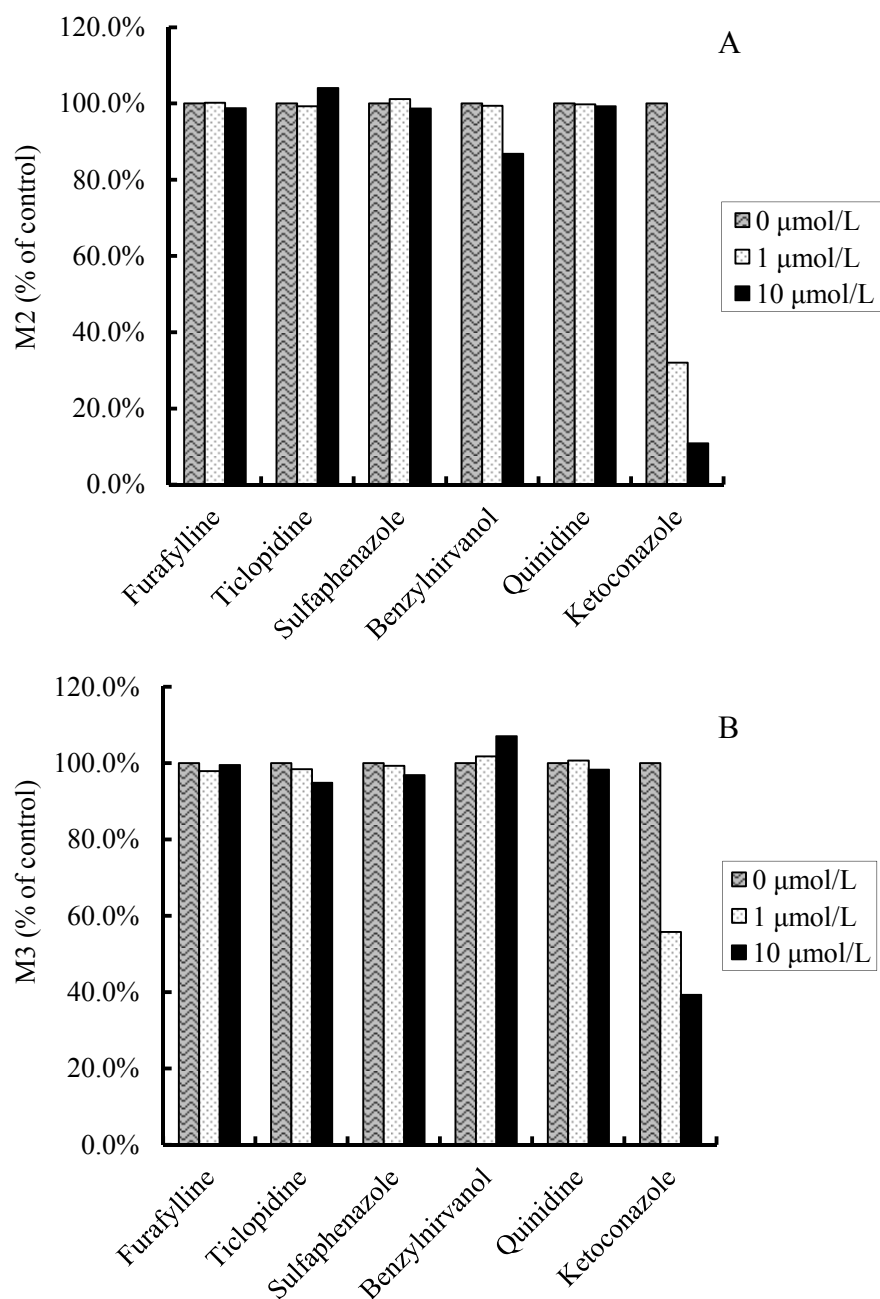 A
120.0%
100.0%
80.0%
60.0%
40.0%
20.0%
0.0%
M2 (% of control)
0 μmol/L
1 μmol/L
10 μmol/L
Furafylline
Ticlopidine
Sulfaphenazole
Benzylnirvanol
Quinidine
Ketoconazole
B
120.0%
100.0%
80.0%
60.0%
40.0%
20.0%
0.0%
M3 (% of control)
0 μmol/L
1 μmol/L
10 μmol/L
Furafylline
Ticlopidine
Sulfaphenazole
Benzylnirvanol
Quinidine
Ketoconazole